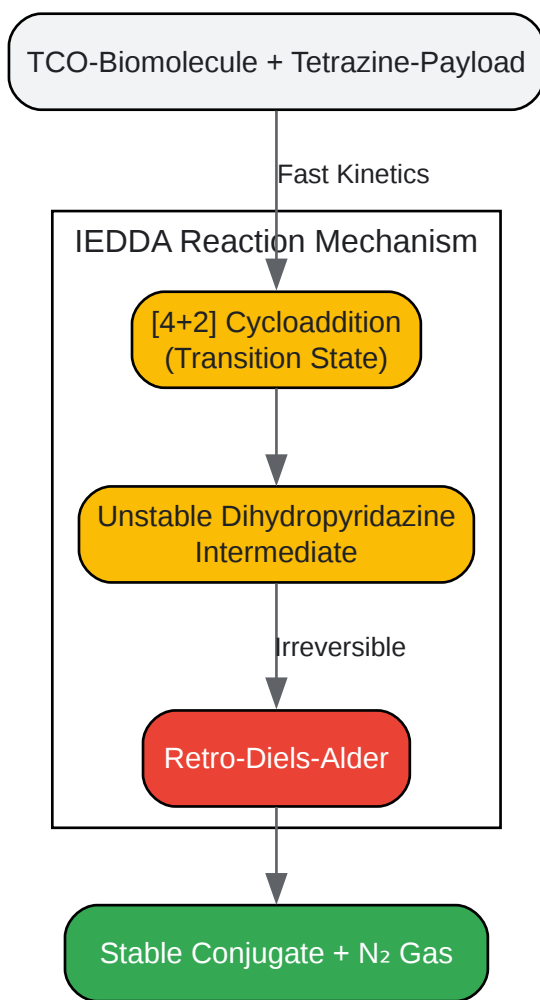 TCO-Biomolecule + Tetrazine-Payload
Fast Kinetics
IEDDA Reaction Mechanism
[4+2] Cycloaddition
(Transition State)
Unstable Dihydropyridazine
Intermediate
Irreversible
Retro-Diels-Alder
Stable Conjugate + N₂ Gas